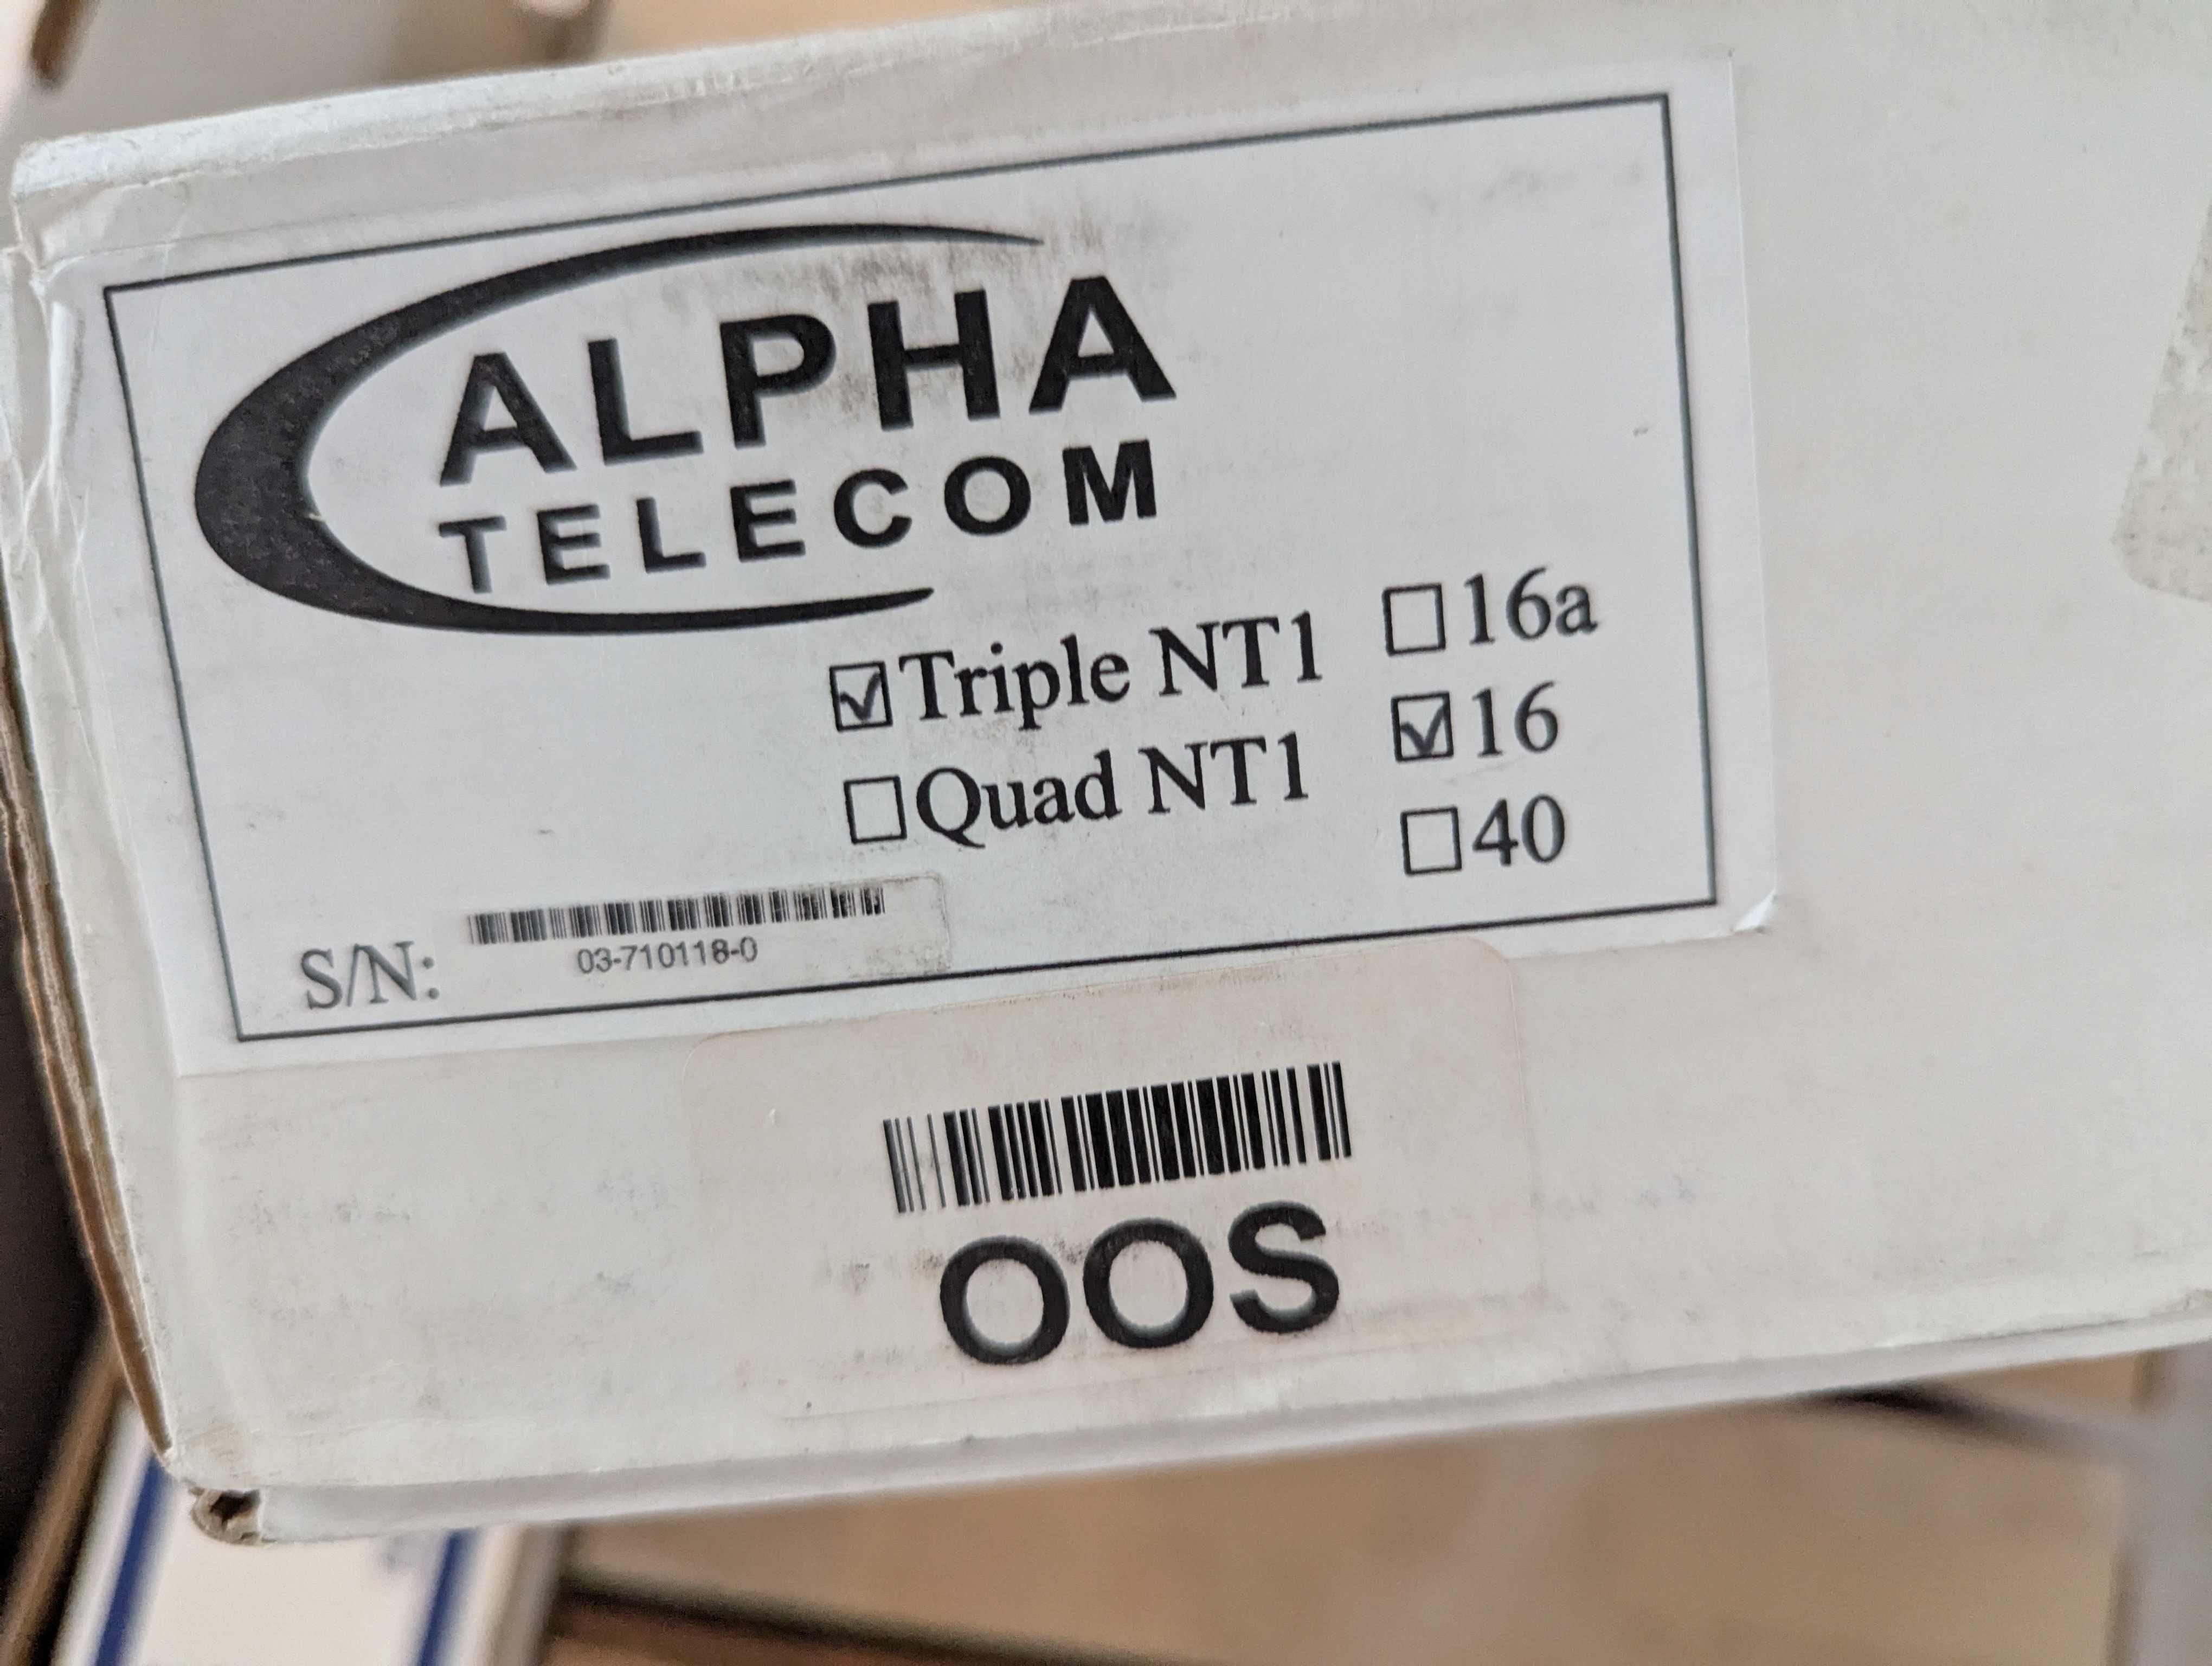 ALPHA
TELECOM
☑Triple NT1 ☐16a
☐Quad NT1 ☑16
☐40
S/N: 03-710118-0
OOS